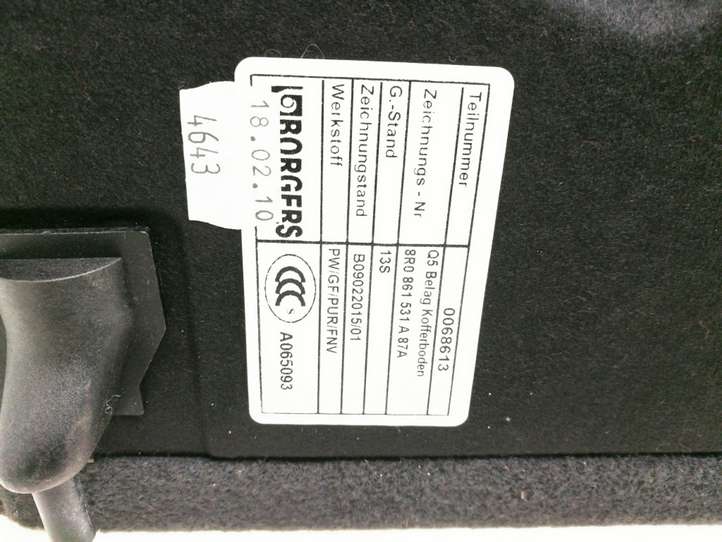 Teilnummer 0068613
Zeichnungs - Nr Q5 Belag Kofferboden
8R0 861 531 A 87A
G.-Stand 13S
Zeichnungstand B09022015/01
Werkstoff PW/GF/PUR/FNV
BORGERS
CCC S A065093
18.02.10
4643